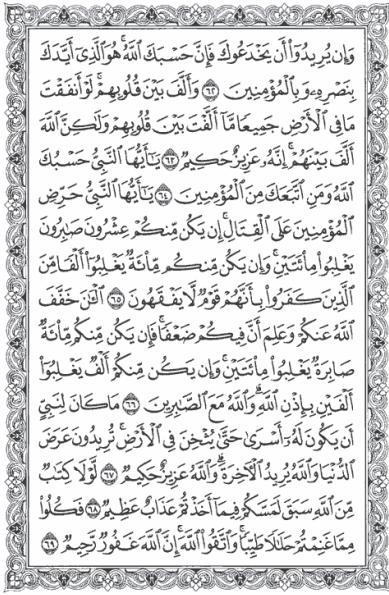 وَإِن يُرِيدُوٓا۟ أَن يَخْدَعُوكَ فَإِنَّ حَسْبَكَ ٱللَّهُ ۚ هُوَ ٱلَّذِىٓ أَيَّدَكَ
بِنَصْرِهِۦ وَبِٱلْمُؤْمِنِينَ ٦٢ وَأَلَّفَ بَيْنَ قُلُوبِهِمْ ۚ لَوْ أَنفَقْتَ
مَا فِى ٱلْأَرْضِ جَمِيعًا مَّآ أَلَّفْتَ بَيْنَ قُلُوبِهِمْ وَلَـٰكِنَّ ٱللَّهَ
أَلَّفَ بَيْنَهُمْ ۚ إِنَّهُۥ عَزِيزٌ حَكِيمٌ ٦٣ يَـٰٓأَيُّهَا ٱلنَّبِىُّ حَسْبُكَ
ٱللَّهُ وَمَنِ ٱتَّبَعَكَ مِنَ ٱلْمُؤْمِنِينَ ٦٤ يَـٰٓأَيُّهَا ٱلنَّبِىُّ حَرِّضِ
ٱلْمُؤْمِنِينَ عَلَى ٱلْقِتَالِ ۚ إِن يَكُن مِّنكُمْ عِشْرُونَ صَـٰبِرُونَ
يَغْلِبُوا۟ مِا۟ئَتَيْنِ ۚ وَإِن يَكُن مِّنكُم مِّا۟ئَةٌ يَغْلِبُوٓا۟ أَلْفًا مِّنَ
ٱلَّذِينَ كَفَرُوا۟ بِأَنَّهُمْ قَوْمٌ لَّا يَفْقَهُونَ ٦٥ ٱلْـَٔـٰنَ خَفَّفَ
ٱللَّهُ عَنكُمْ وَعَلِمَ أَنَّ فِيكُمْ ضَعْفًا ۚ فَإِن يَكُن مِّنكُم مِّا۟ئَةٌ
صَابِرَةٌ يَغْلِبُوا۟ مِا۟ئَتَيْنِ ۚ وَإِن يَكُن مِّنكُمْ أَلْفٌ يَغْلِبُوٓا۟
أَلْفَيْنِ بِإِذْنِ ٱللَّهِ ۗ وَٱللَّهُ مَعَ ٱلصَّـٰبِرِينَ ٦٦ مَا كَانَ لِنَبِىٍّ
أَن يَكُونَ لَهُۥٓ أَسْرَىٰ حَتَّىٰ يُثْخِنَ فِى ٱلْأَرْضِ ۚ تُرِيدُونَ عَرَضَ
ٱلدُّنْيَا وَٱللَّهُ يُرِيدُ ٱلْـَٔاخِرَةَ ۗ وَٱللَّهُ عَزِيزٌ حَكِيمٌ ٦٧ لَّوْلَا كِتَـٰبٌ
مِّنَ ٱللَّهِ سَبَقَ لَمَسَّكُمْ فِيمَآ أَخَذْتُمْ عَذَابٌ عَظِيمٌ ٦٨ فَكُلُوا۟
مِمَّا غَنِمْتُمْ حَلَـٰلًا طَيِّبًا ۚ وَٱتَّقُوا۟ ٱللَّهَ ۚ إِنَّ ٱللَّهَ غَفُورٌ رَّحِيمٌ ٦٩